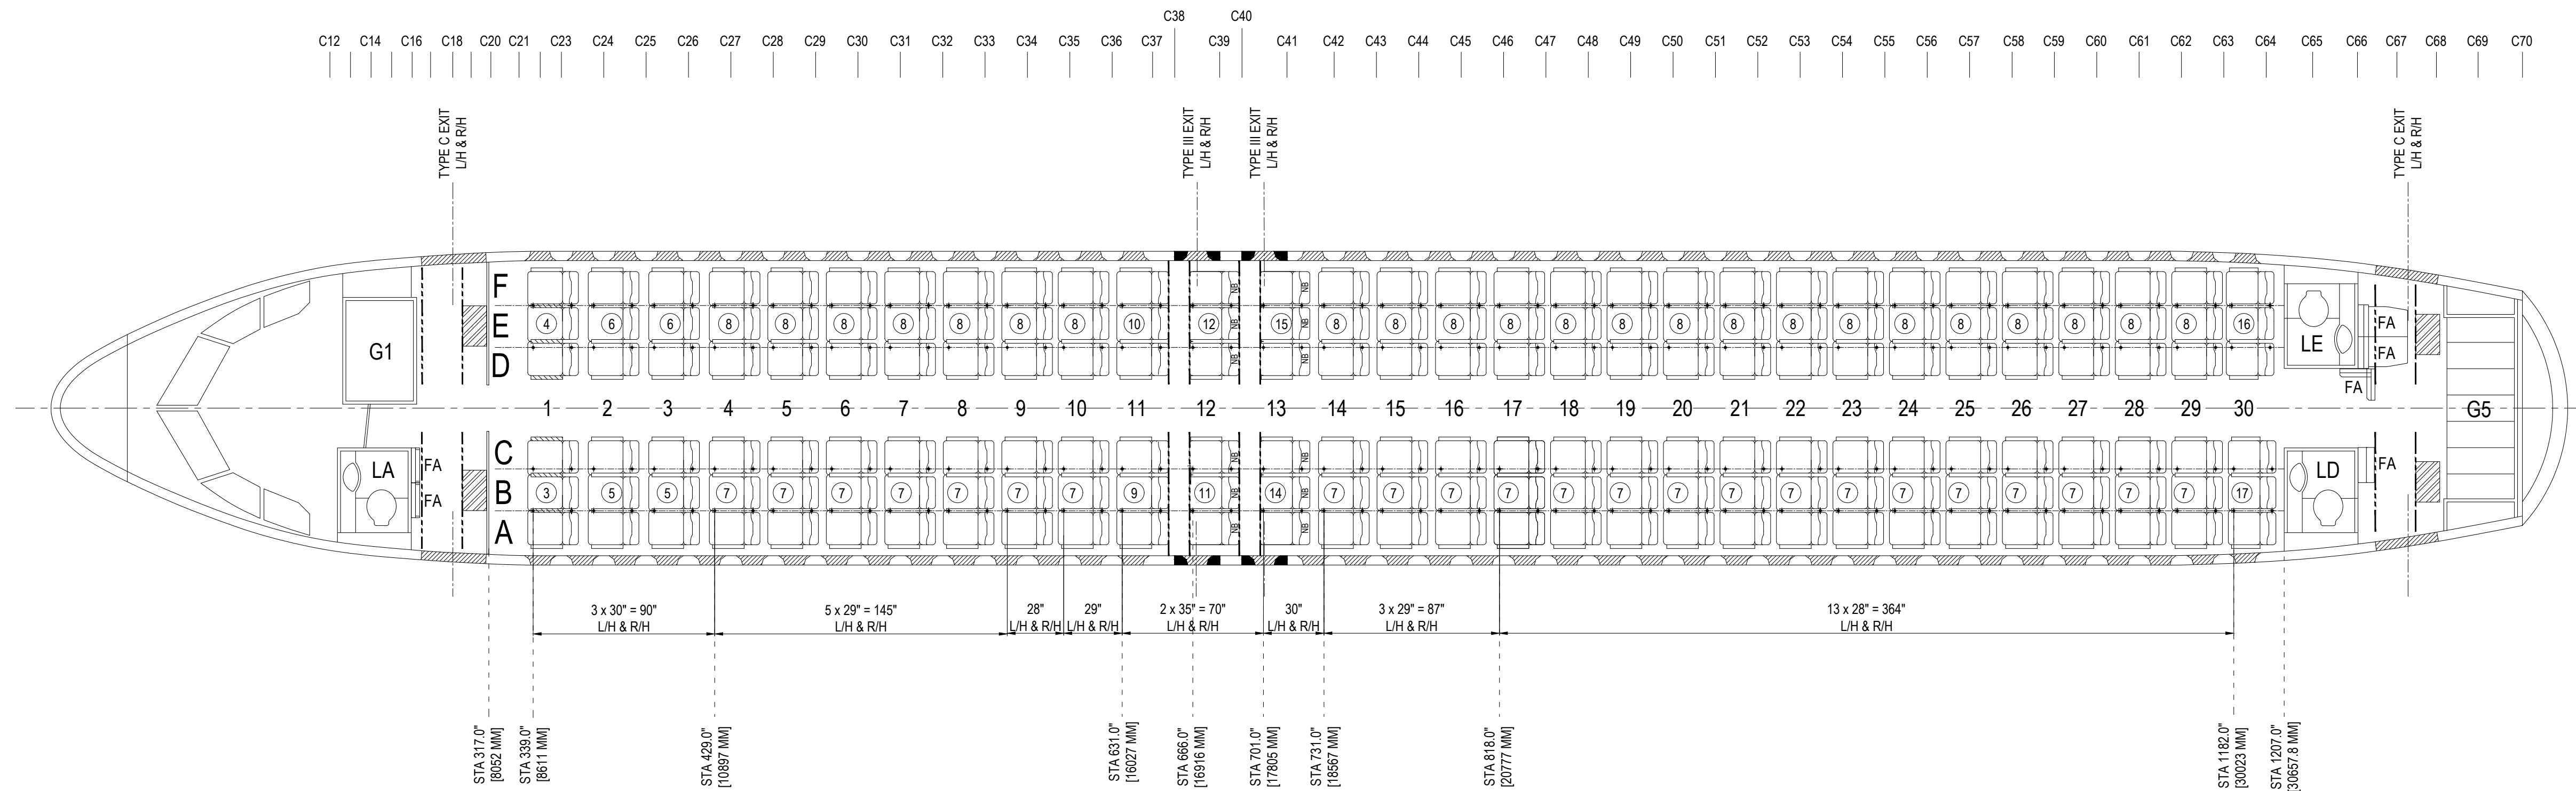 C38 C40
C12 C14 C16 C18 C20 C21 C23 C24 C25 C26 C27 C28 C29 C30 C31 C32 C33 C34 C35 C36 C37 C39 C41 C42 C43 C44 C45 C46 C47 C48 C49 C50 C51 C52 C53 C54 C55 C56 C57 C58 C59 C60 C61 C62 C63 C64 C65 C66 C67 C68 C69 C70
TYPE C EXIT
L/H & R/H
TYPE III EXIT
L/H & R/H
TYPE III EXIT
L/H & R/H
TYPE C EXIT
L/H & R/H
F
NB NB
E 4 6 6 8 8 8 8 8 8 8 10 12 NB 15 NB 8 8 8 8 8 8 8 8 8 8 8 8 8 8 8 8 16
D
NB NB
G1
LE
FA
FA
FA
1 2 3 4 5 6 7 8 9 10 11 12 13 14 15 16 17 18 19 20 21 22 23 24 25 26 27 28 29 30
G5
C
NB NB
B 3 5 5 7 7 7 7 7 7 7 9 11 NB 14 NB 7 7 7 7 7 7 7 7 7 7 7 7 7 7 7 7 17
A
NB NB
LA
FA
FA
LD
FA
3 x 30" = 90"
L/H & R/H
5 x 29" = 145"
L/H & R/H
28"
L/H & R/H
29"
L/H & R/H
2 x 35" = 70"
L/H & R/H
30"
L/H & R/H
3 x 29" = 87"
L/H & R/H
13 x 28" = 364"
L/H & R/H
STA 317.0"
[8052 MM]
STA 339.0"
[8611 MM]
STA 429.0"
[10897 MM]
STA 631.0"
[16027 MM]
STA 666.0"
[16916 MM]
STA 701.0"
[17805 MM]
STA 731.0"
[18567 MM]
STA 818.0"
[20777 MM]
STA 1182.0"
[30023 MM]
STA 1207.0"
[30657.8 MM]